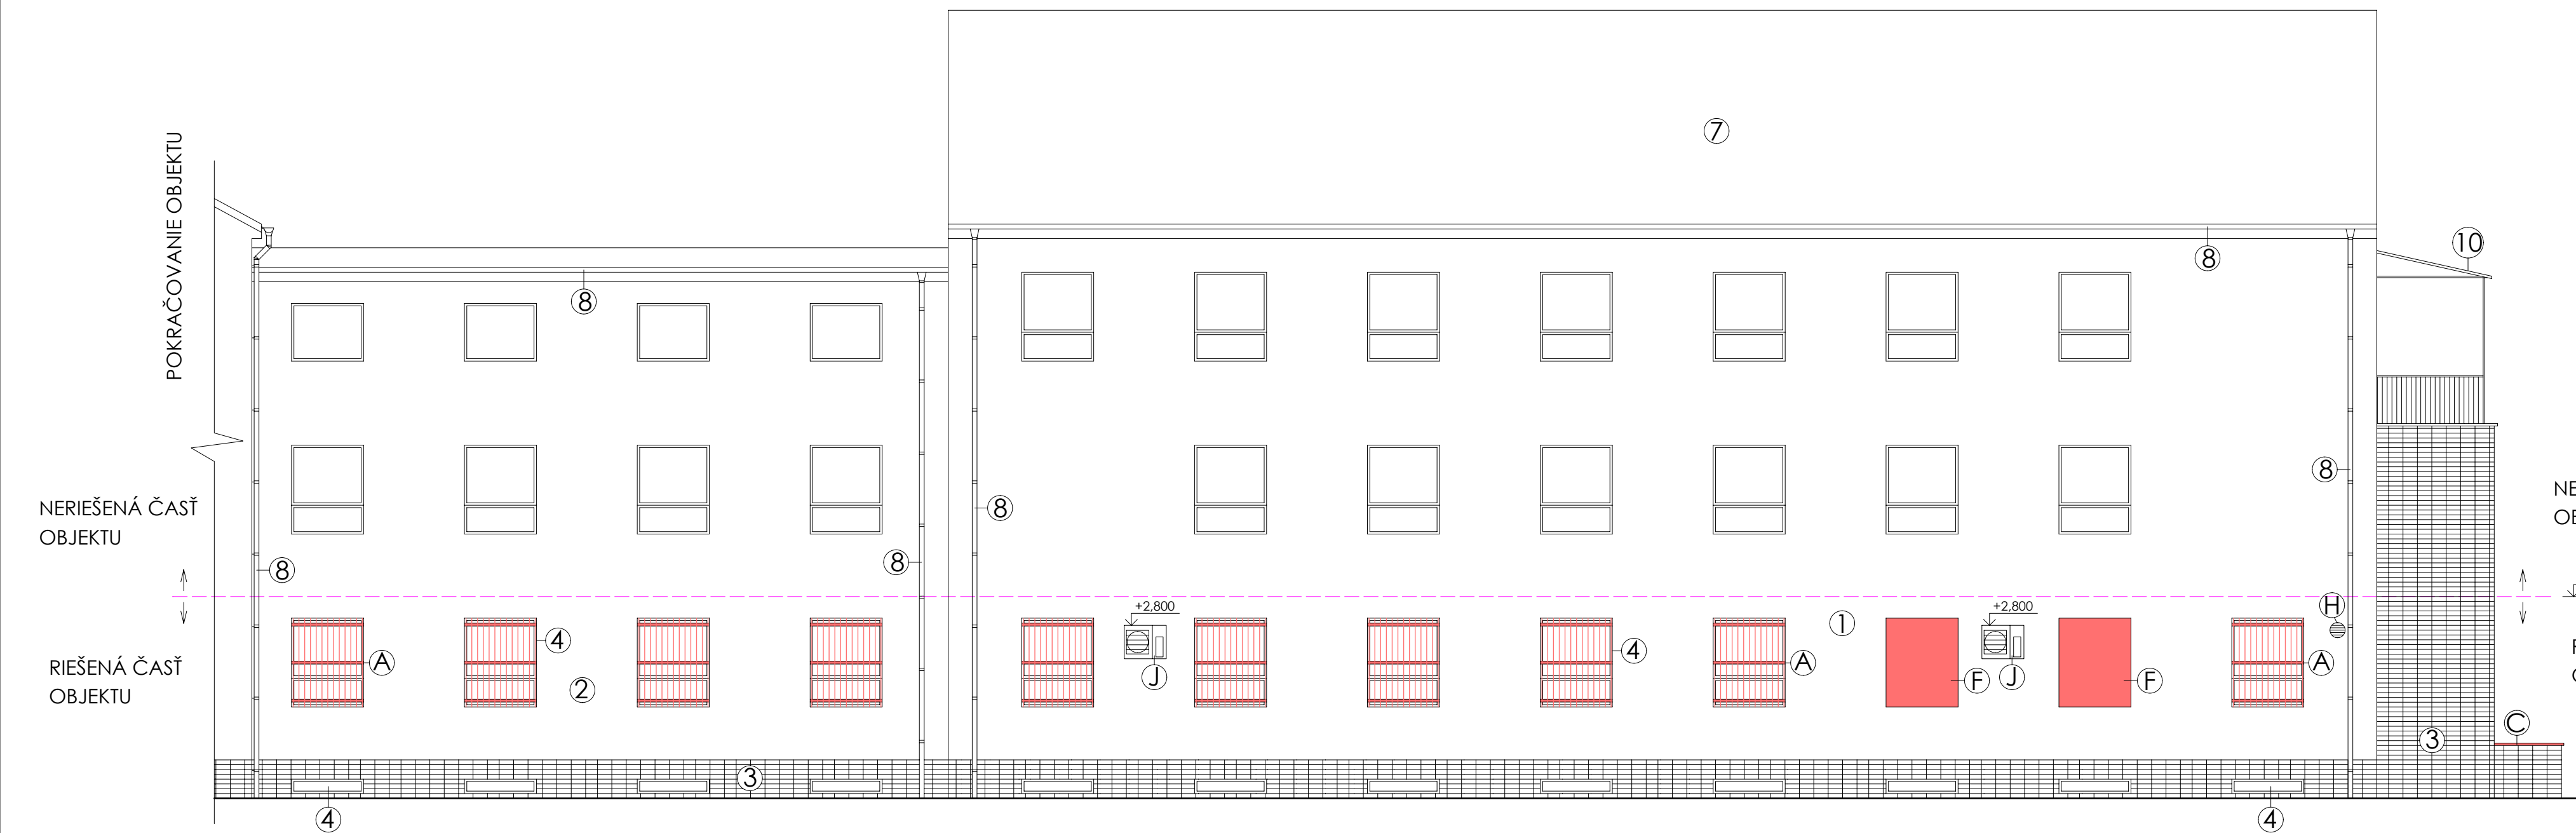 POKRAČOVANIE OBJEKTU
7
10
8
8
8
8
NERIEŠENÁ ČASŤ
OBJEKTU
NE
8
8
+2,800
+2,800
H
1
4
4
A
A
A
RIEŠENÁ ČASŤ
OBJEKTU
J
J
F
F
2
C
3
3
4
4